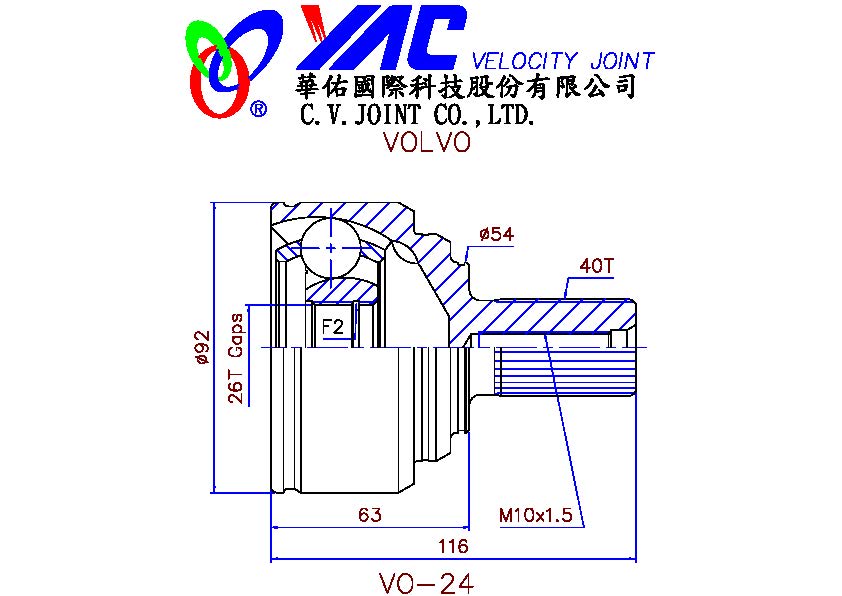 YAC VELOCITY JOINT
®
華佑國際科技股份有限公司
C.V.JOINT CO.,LTD.
VOLVO
ø54
40T
F2
ø92
26T Gaps
63
M10x1.5
116
VO-24